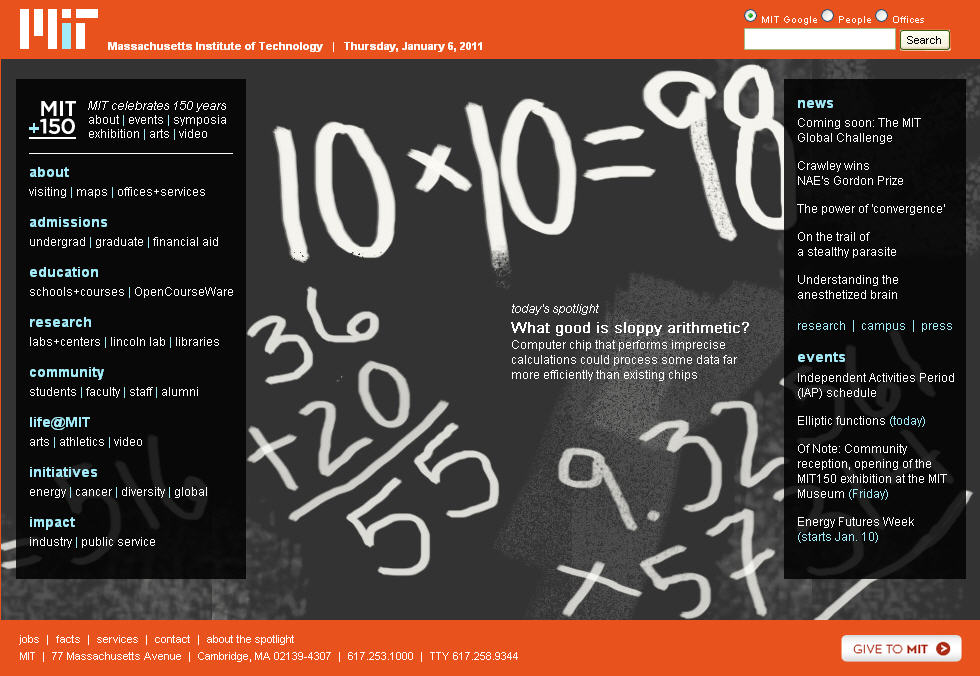 MIT
Massachusetts Institute of Technology | Thursday, January 6, 2011
MIT Google People Offices
Search
MIT +150
MIT celebrates 150 years
about | events | symposia
exhibition | arts | video
about
visiting | maps | offices+services
admissions
undergrad | graduate | financial aid
education
schools+courses | OpenCourseWare
research
labs+centers | lincoln lab | libraries
community
students | faculty | staff | alumni
life@MIT
arts | athletics | video
initiatives
energy | cancer | diversity | global
impact
industry | public service
10 × 10 = 98
36
× 20
55
9.32
× 57
today's spotlight
What good is sloppy arithmetic?
Computer chip that performs imprecise
calculations could process some data far
more efficiently than existing chips
news
Coming soon: The MIT
Global Challenge
Crawley wins
NAE's Gordon Prize
The power of 'convergence'
On the trail of
a stealthy parasite
Understanding the
anesthetized brain
research | campus | press
events
Independent Activities Period
(IAP) schedule
Elliptic functions (today)
Of Note: Community
reception, opening of the
MIT150 exhibition at the MIT
Museum (Friday)
Energy Futures Week
(starts Jan. 10)
jobs | facts | services | contact | about the spotlight
MIT | 77 Massachusetts Avenue | Cambridge, MA 02139-4307 | 617.253.1000 | TTY 617.258.9344
GIVE TO MIT